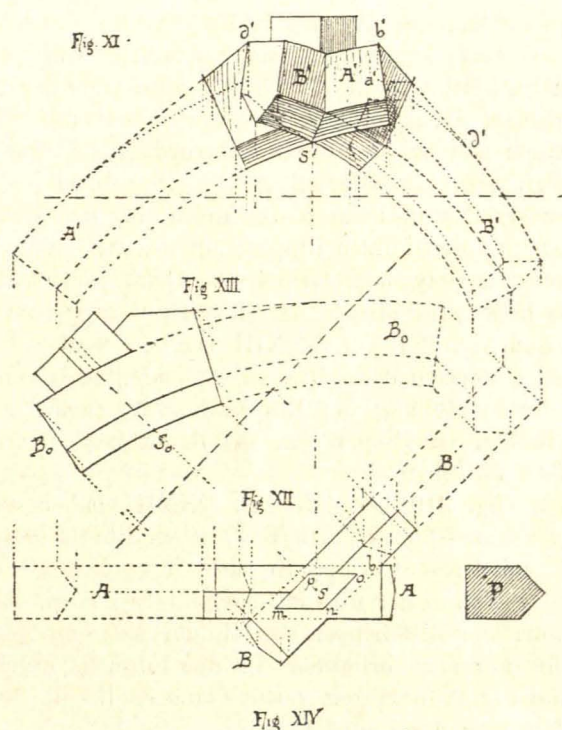 Fig. XI
∂' b'
B' A' a'
S'
∂'
A' B'
Fig XIII
B₀
B₀ S₀
Fig XII
B
A o S o b A P
m n
B
Fig XIV